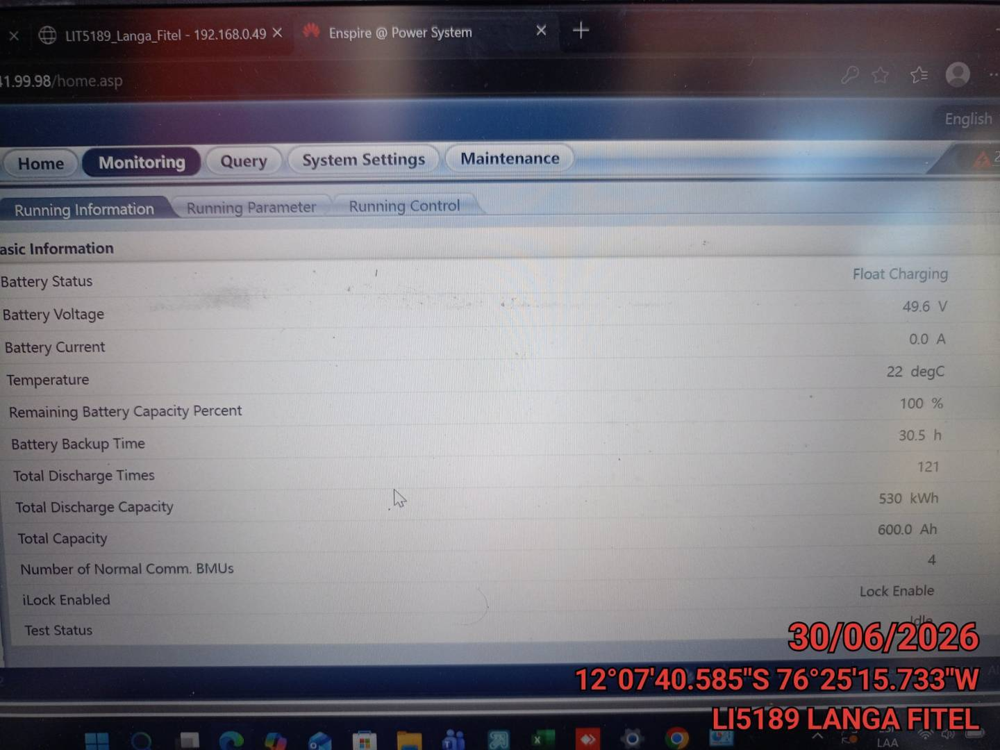 LIT5189_Langa_Fitel - 192.168.0.49
Enspire @ Power System
1.99.98/home.asp
English
Home Monitoring Query System Settings Maintenance
Running Information Running Parameter Running Control
asic Information
Battery Status Float Charging
Battery Voltage 49.6 V
Battery Current 0.0 A
Temperature 22 degC
Remaining Battery Capacity Percent 100 %
Battery Backup Time 30.5 h
Total Discharge Times 121
Total Discharge Capacity 530 kWh
Total Capacity 600.0 Ah
Number of Normal Comm. BMUs 4
iLock Enabled Lock Enable
Test Status Idle
30/06/2026
12°07'40.585"S 76°25'15.733"W
LI5189 LANGA FITEL
LAA